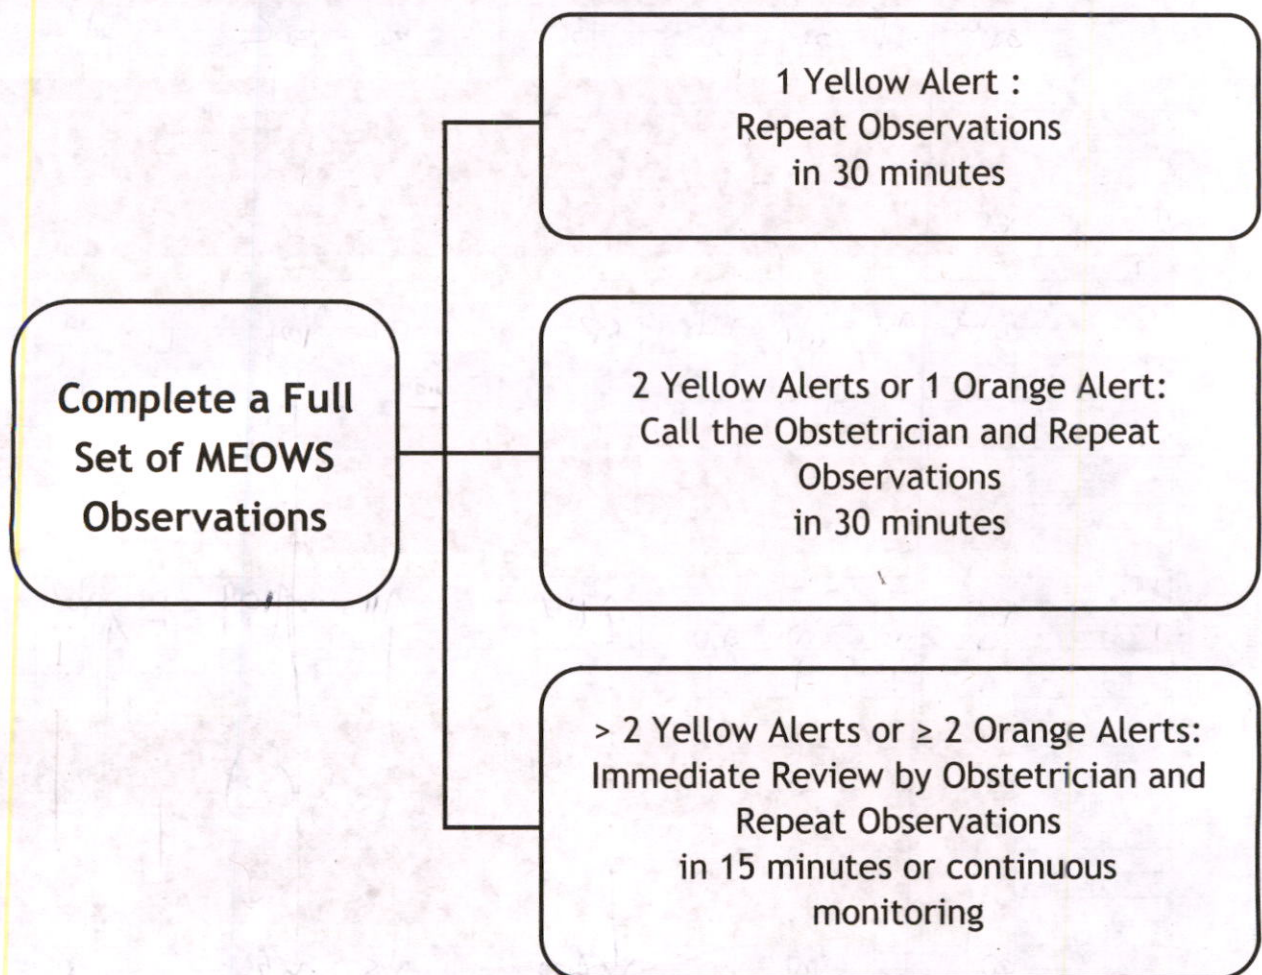 Complete a Full
Set of MEOWS
Observations
1 Yellow Alert :
Repeat Observations
in 30 minutes
2 Yellow Alerts or 1 Orange Alert:
Call the Obstetrician and Repeat
Observations
in 30 minutes
> 2 Yellow Alerts or ≥ 2 Orange Alerts:
Immediate Review by Obstetrician and
Repeat Observations
in 15 minutes or continuous
monitoring